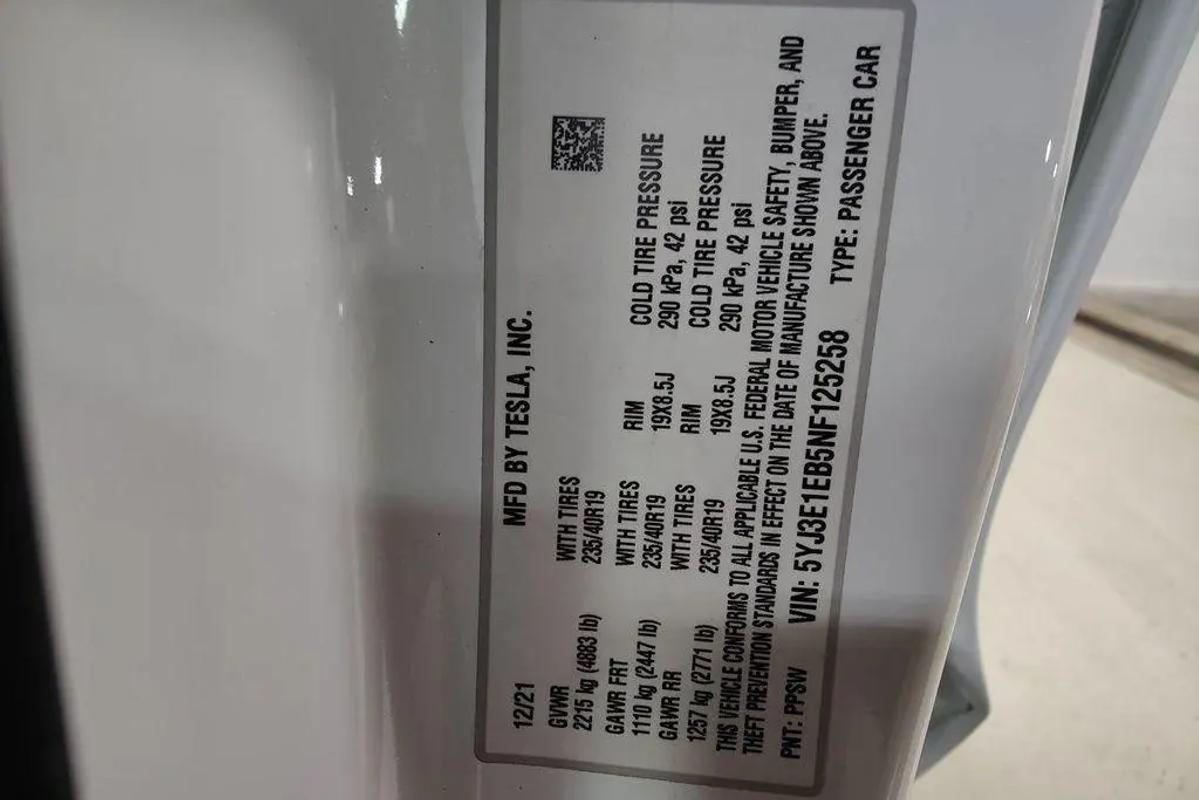 MFD BY TESLA, INC.
12/21
GVWR
2215 kg (4883 lb)
WITH TIRES
235/40R19
GAWR FRT
1110 kg (2447 lb)
WITH TIRES
235/40R19
RIM
19X8.5J
COLD TIRE PRESSURE
290 kPa, 42 psi
GAWR RR
1257 kg (2771 lb)
WITH TIRES
235/40R19
RIM
19X8.5J
COLD TIRE PRESSURE
290 kPa, 42 psi
THIS VEHICLE CONFORMS TO ALL APPLICABLE U.S. FEDERAL MOTOR VEHICLE SAFETY, BUMPER, AND
THEFT PREVENTION STANDARDS IN EFFECT ON THE DATE OF MANUFACTURE SHOWN ABOVE.
PNT: PPSW
VIN: 5YJ3E1EB5NF125258
TYPE: PASSENGER CAR